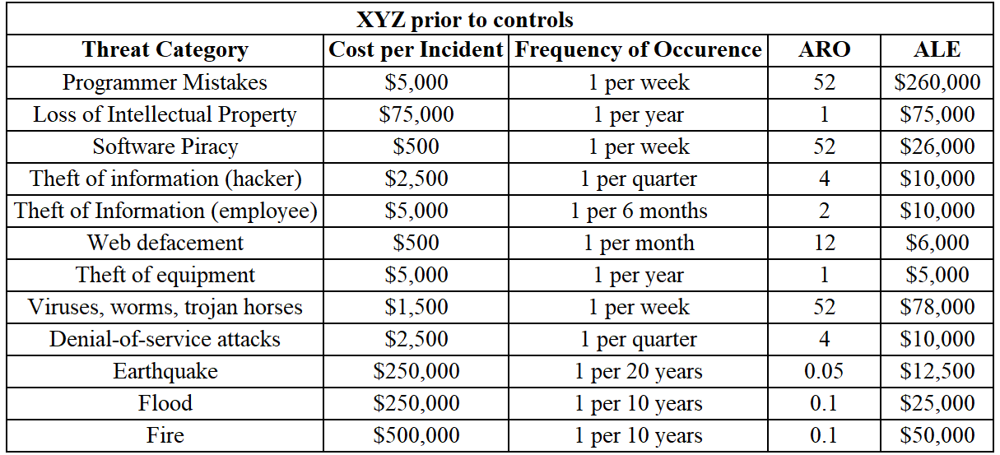 XYZ prior to controls
Threat Category Cost per Incident Frequency of Occurence ARO ALE
Programmer Mistakes $5,000 1 per week 52 $260,000
Loss of Intellectual Property $75,000 1 per year 1 $75,000
Software Piracy $500 1 per week 52 $26,000
Theft of information (hacker) $2,500 1 per quarter 4 $10,000
Theft of Information (employee) $5,000 1 per 6 months 2 $10,000
Web defacement $500 1 per month 12 $6,000
Theft of equipment $5,000 1 per year 1 $5,000
Viruses, worms, trojan horses $1,500 1 per week 52 $78,000
Denial-of-service attacks $2,500 1 per quarter 4 $10,000
Earthquake $250,000 1 per 20 years 0.05 $12,500
Flood $250,000 1 per 10 years 0.1 $25,000
Fire $500,000 1 per 10 years 0.1 $50,000